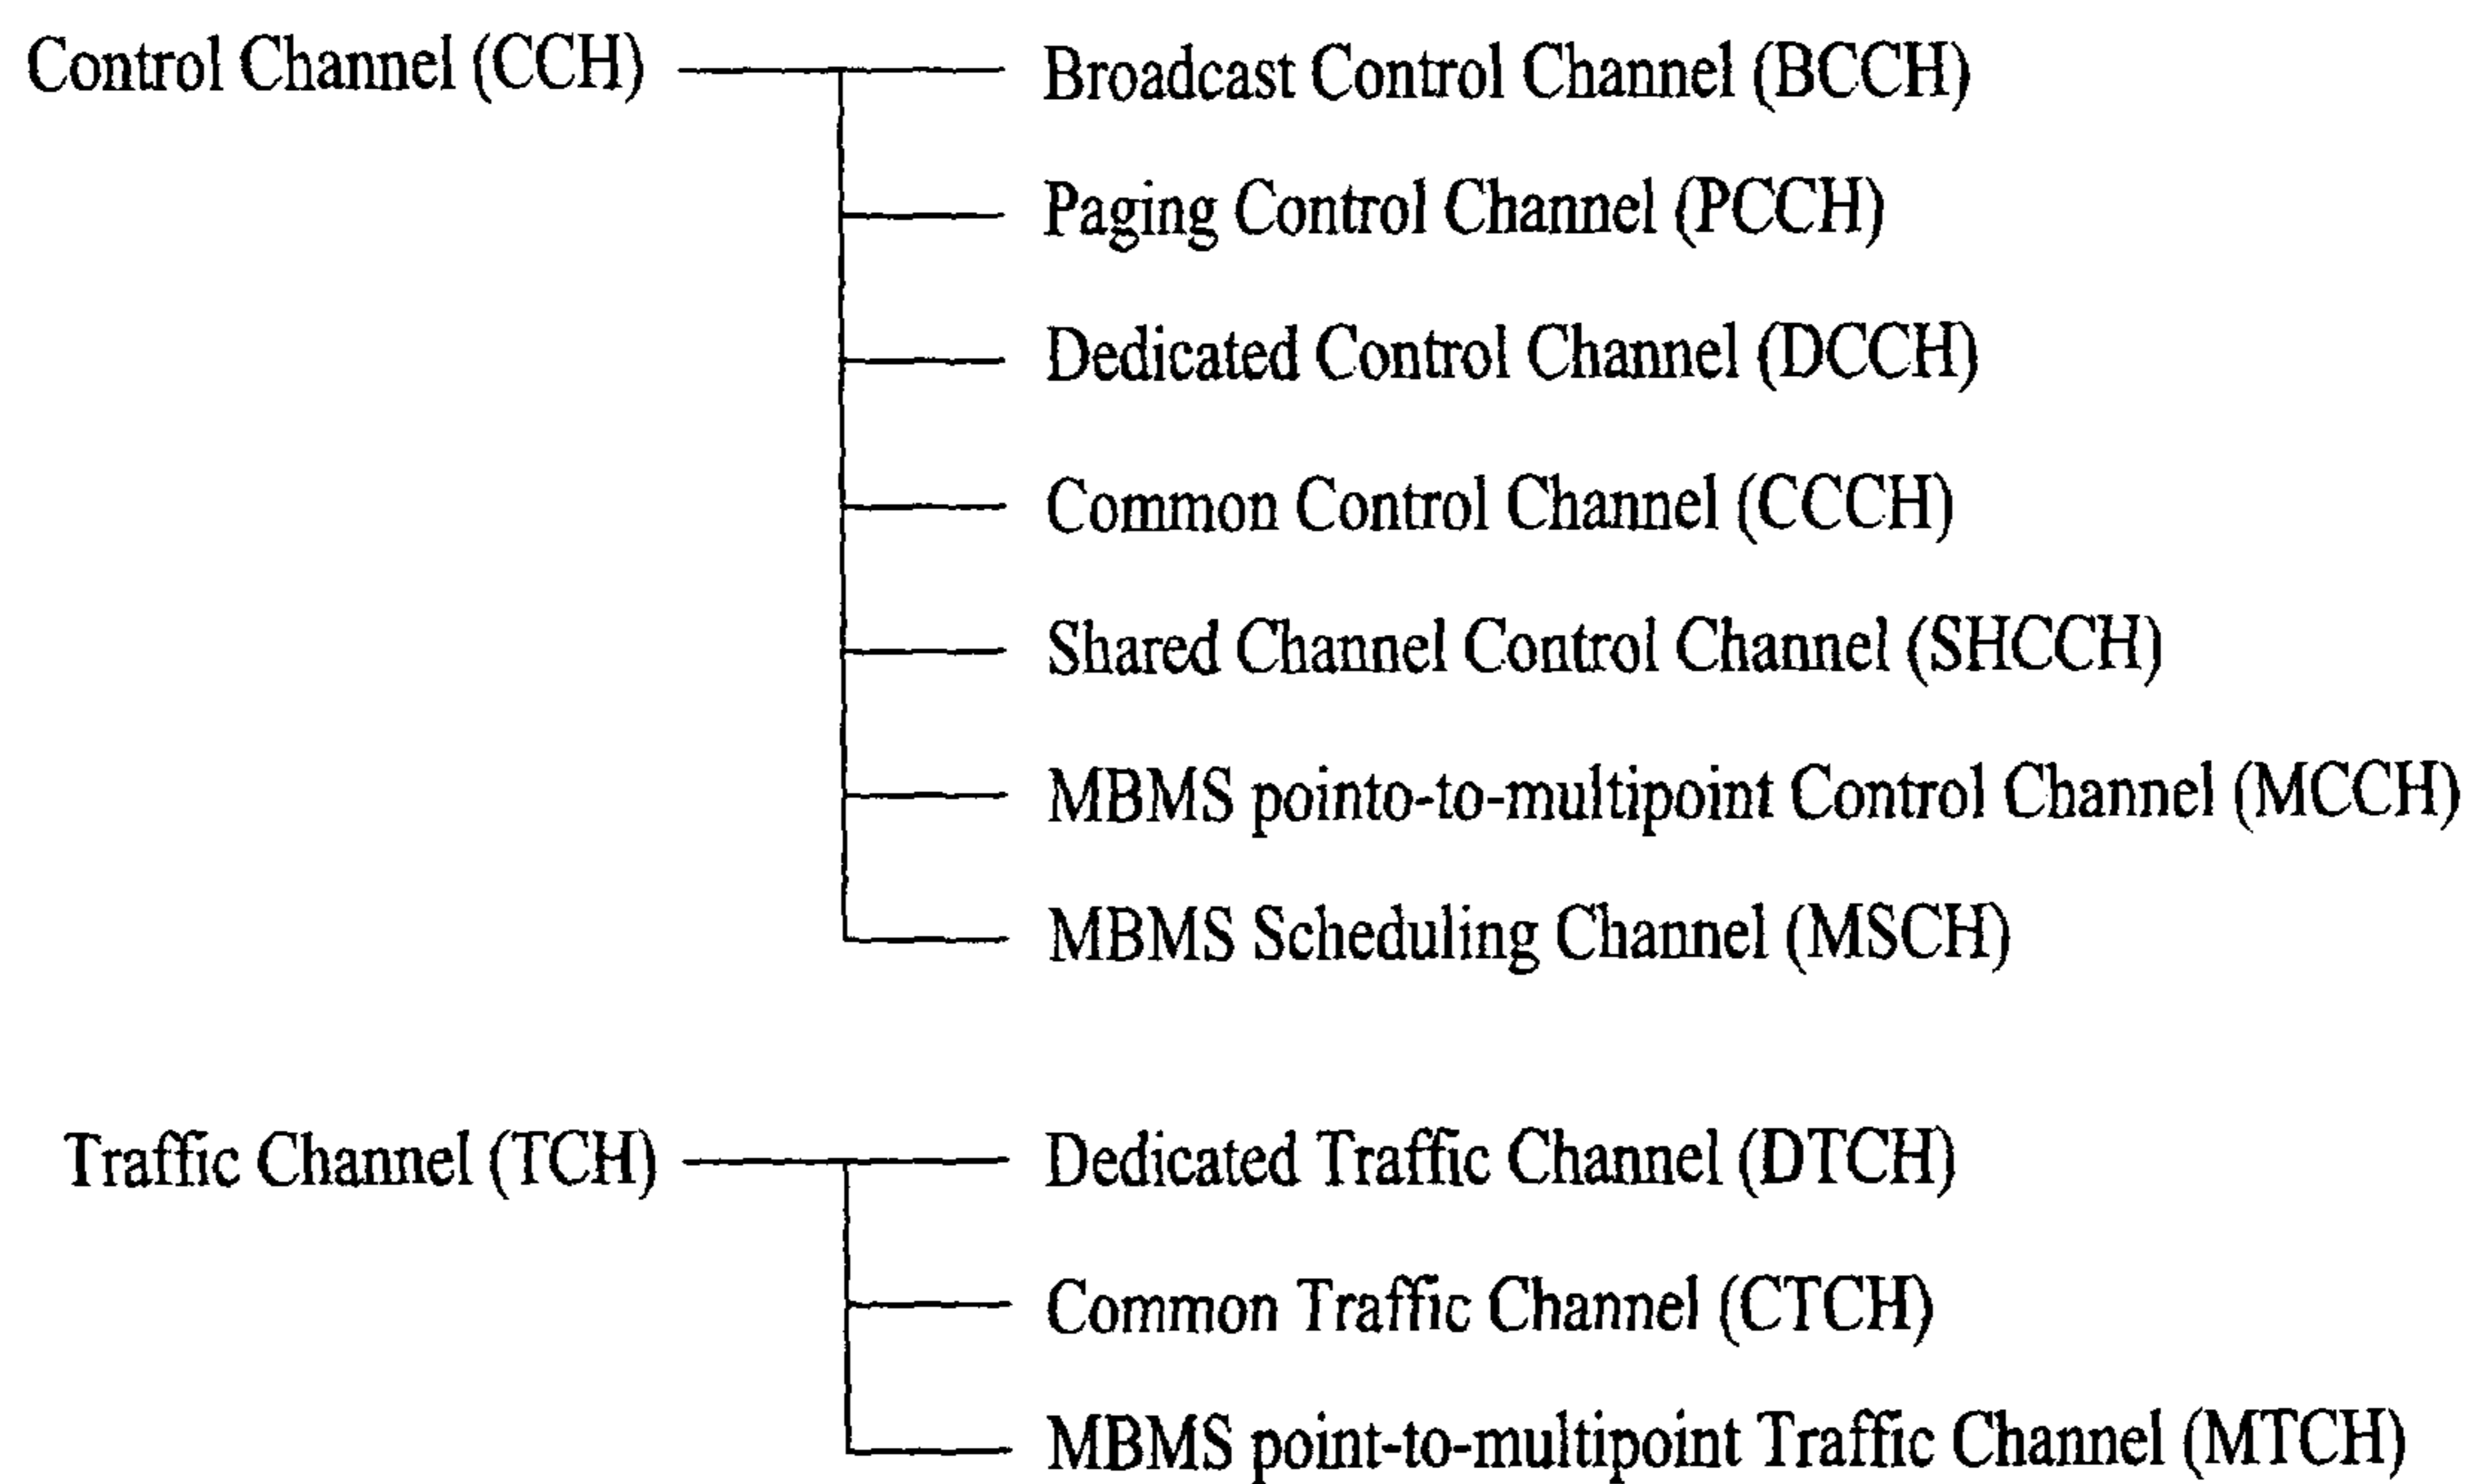 Control Channel (CCH)
Broadcast Control Channel (BCCH)
Paging Control Channel (PCCH)
Dedicated Control Channel (DCCH)
Common Control Channel (CCCH)
Shared Channel Control Channel (SHCCH)
MBMS pointo-to-multipoint Control Channel (MCCH)
MBMS Scheduling Channel (MSCH)
Traffic Channel (TCH)
Dedicated Traffic Channel (DTCH)
Common Traffic Channel (CTCH)
MBMS point-to-multipoint Traffic Channel (MTCH)